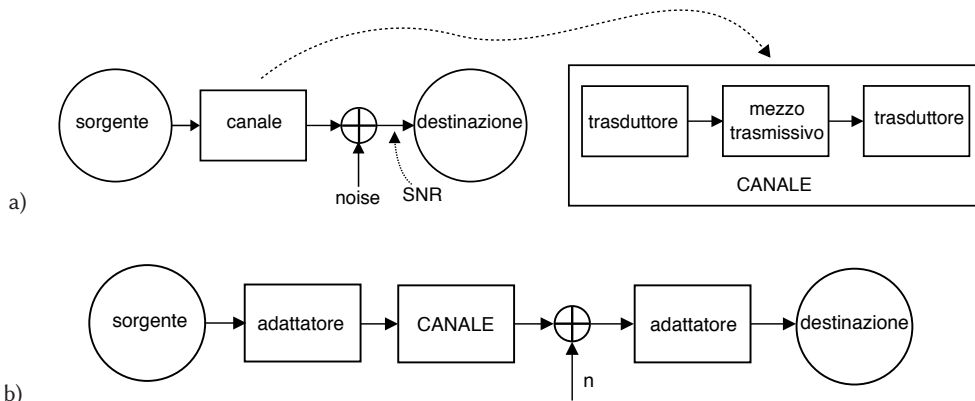 sorgente
canale
destinazione
noise
SNR
trasduttore
mezzo
trasmissivo
trasduttore
CANALE
a)
sorgente
adattatore
CANALE
n
adattatore
destinazione
b)